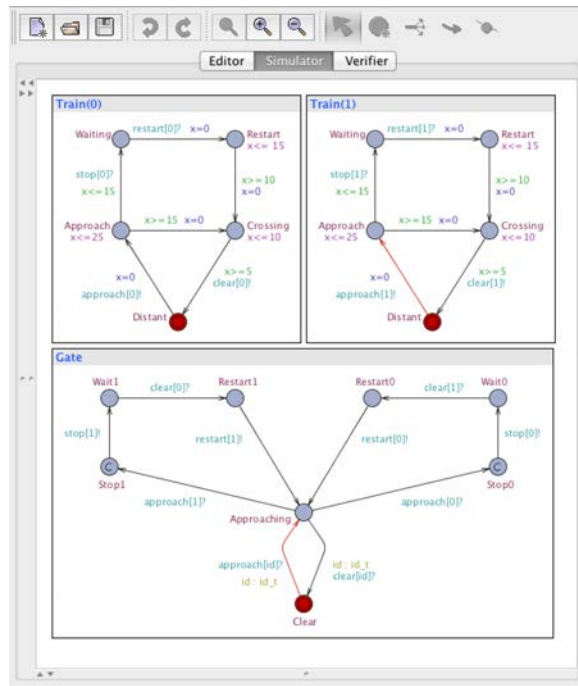 Editor Simulator Verifier
Train(0)
Waiting
restart[0]? x=0
Restart
x<= 15
stop[0]?
x<=15
x>=10
x=0
Approach
x<=25
x>=15 x=0
Crossing
x<=10
x=0
approach[0]!
x>=5
clear[0]!
Distant
Train(1)
Waiting
restart[1]? x=0
Restart
x<= 15
stop[1]?
x<=15
x>=10
x=0
Approach
x<=25
x>=15 x=0
Crossing
x<=10
x=0
approach[1]!
x>=5
clear[1]!
Distant
Gate
Wait1
clear[0]?
Restart1
Restart0
clear[1]?
Wait0
stop[1]!
restart[1]!
restart[0]!
stop[0]!
C
Stop1
C
Stop0
approach[1]?
approach[0]?
Approaching
approach[id]?
id : id_t
id : id_t
clear[id]?
Clear